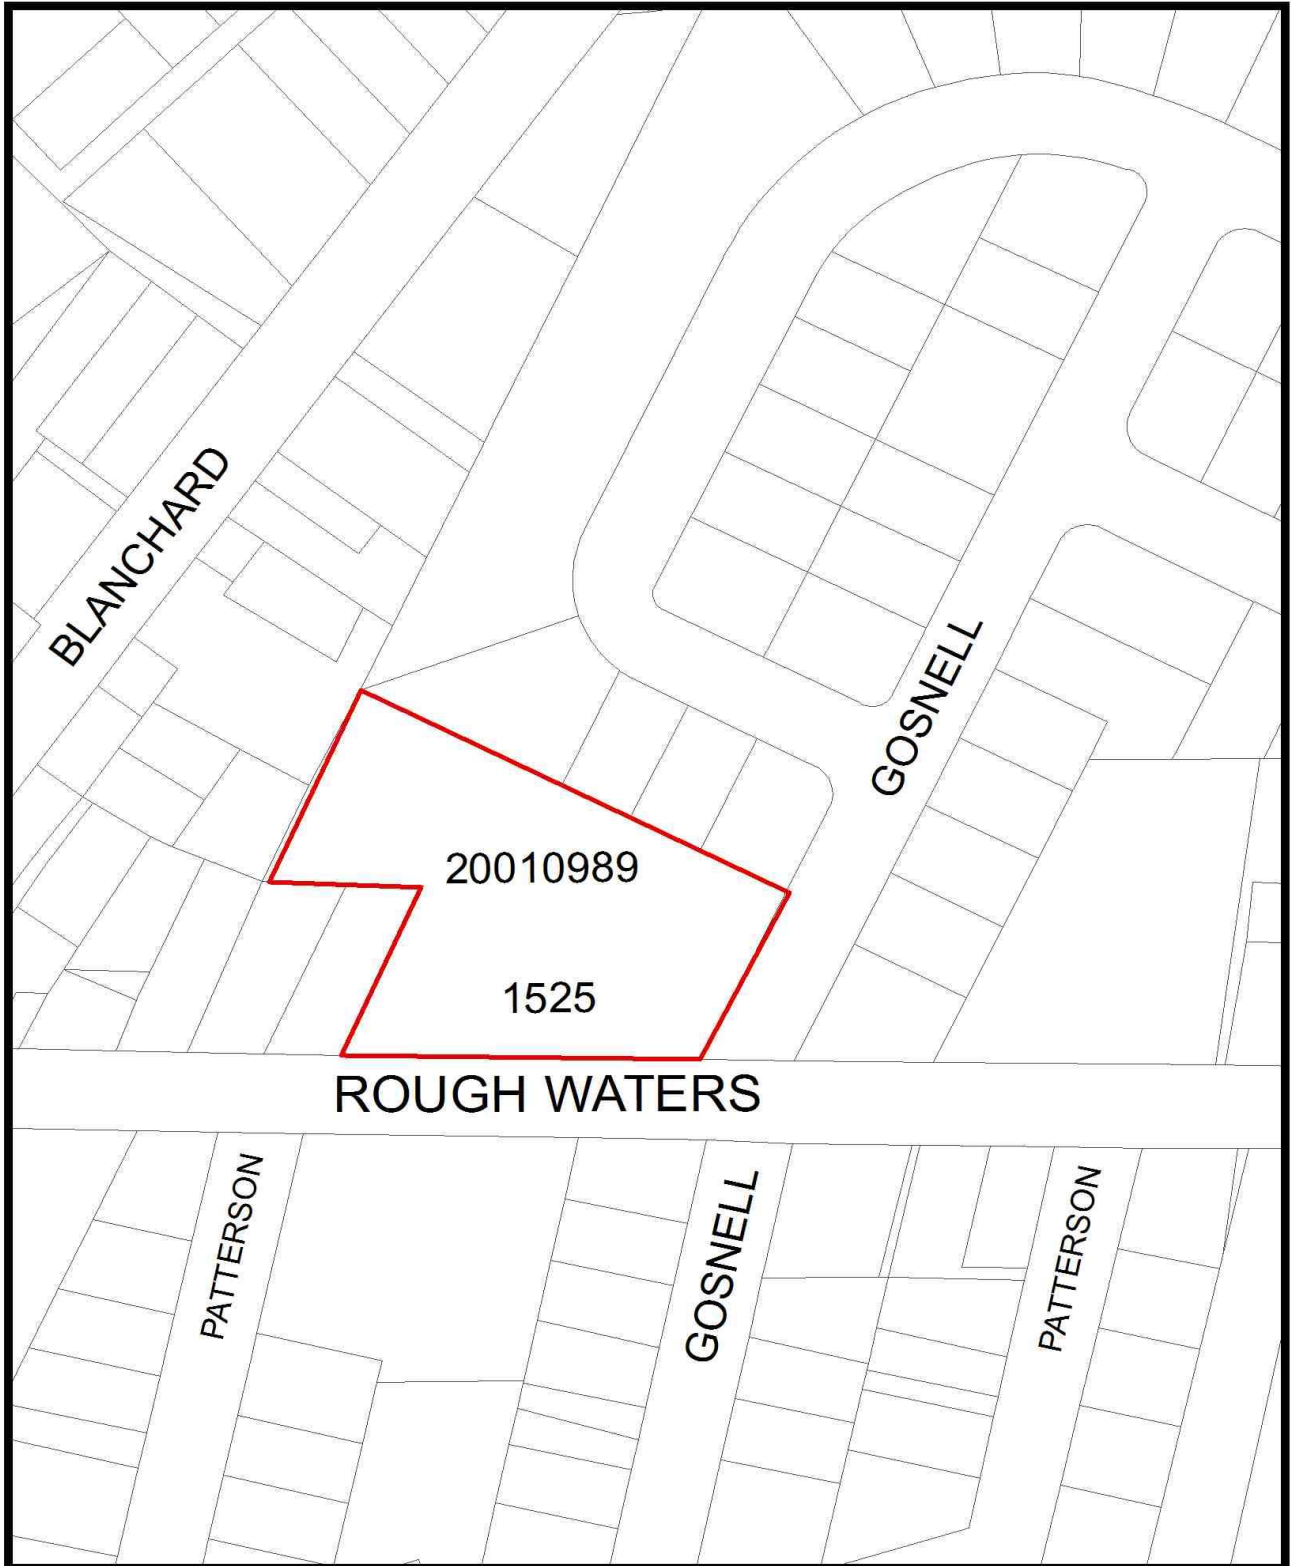 BLANCHARD
GOSNELL
20010989
1525
ROUGH WATERS
PATTERSON
GOSNELL
PATTERSON